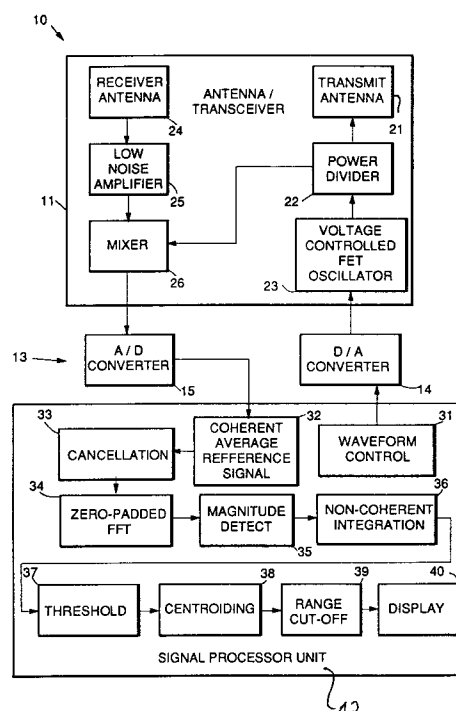 10
RECEIVER
ANTENNA
24
ANTENNA /
TRANSCEIVER
TRANSMIT
ANTENNA
21
LOW
NOISE
AMPLIFIER
25
POWER
DIVIDER
22
11
MIXER
26
VOLTAGE
CONTROLLED
FET
OSCILLATOR
23
13
A / D
CONVERTER
15
D / A
CONVERTER
14
33
CANCELLATION
32
COHERENT
AVERAGE
REFFERENCE
SIGNAL
31
WAVEFORM
CONTROL
34
ZERO-PADDED
FFT
MAGNITUDE
DETECT
35
36
NON-COHERENT
INTEGRATION
37
THRESHOLD
38
CENTROIDING
39
RANGE
CUT-OFF
40
DISPLAY
SIGNAL PROCESSOR UNIT
12